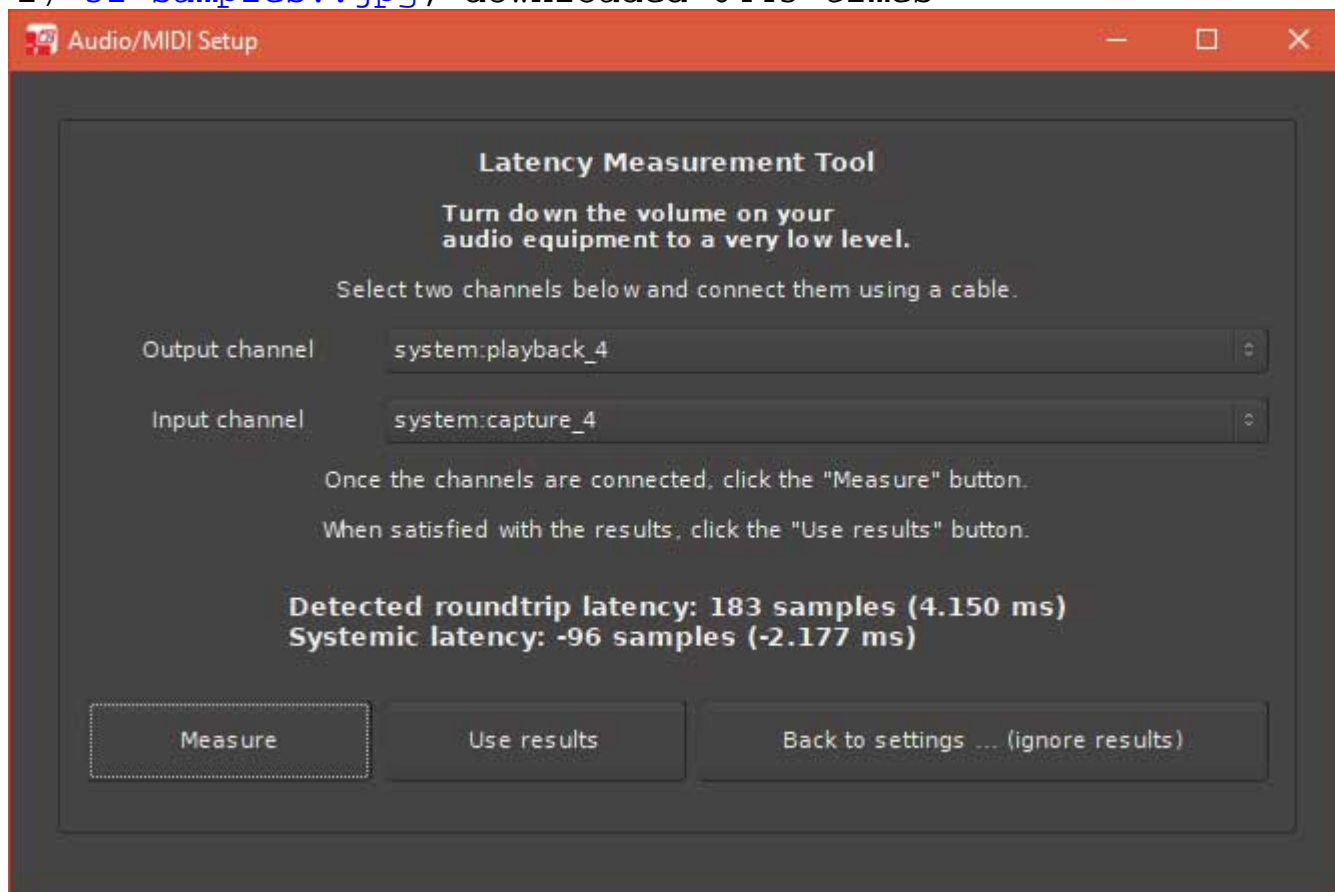 Audio/MIDI Setup
Latency Measurement Tool
Turn down the volume on your
audio equipment to a very low level.
Select two channels below and connect them using a cable.
Output channel system:playback_4
Input channel system:capture_4
Once the channels are connected, click the "Measure" button.
When satisfied with the results, click the "Use results" button.
Detected roundtrip latency: 183 samples (4.150 ms)
Systemic latency: -96 samples (-2.177 ms)
Measure Use results Back to settings ... (ignore results)